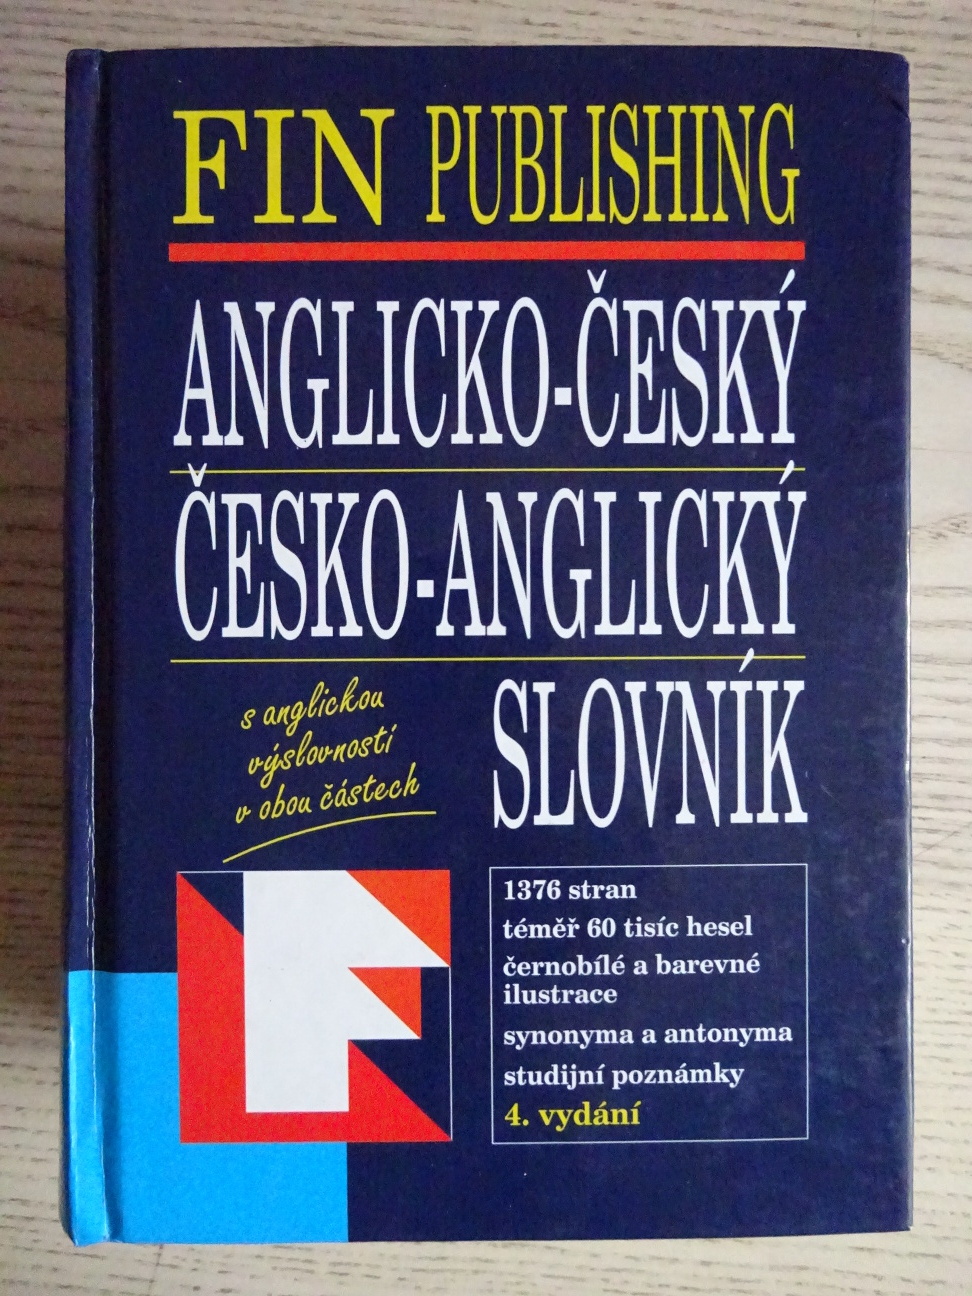 FIN PUBLISHING
ANGLICKO-ČESKÝ
ČESKO-ANGLICKÝ
SLOVNÍK
s anglickou
výslovností
v obou částech
1376 stran
téměř 60 tisíc hesel
černobílé a barevné
ilustrace
synonyma a antonyma
studijní poznámky
4. vydání